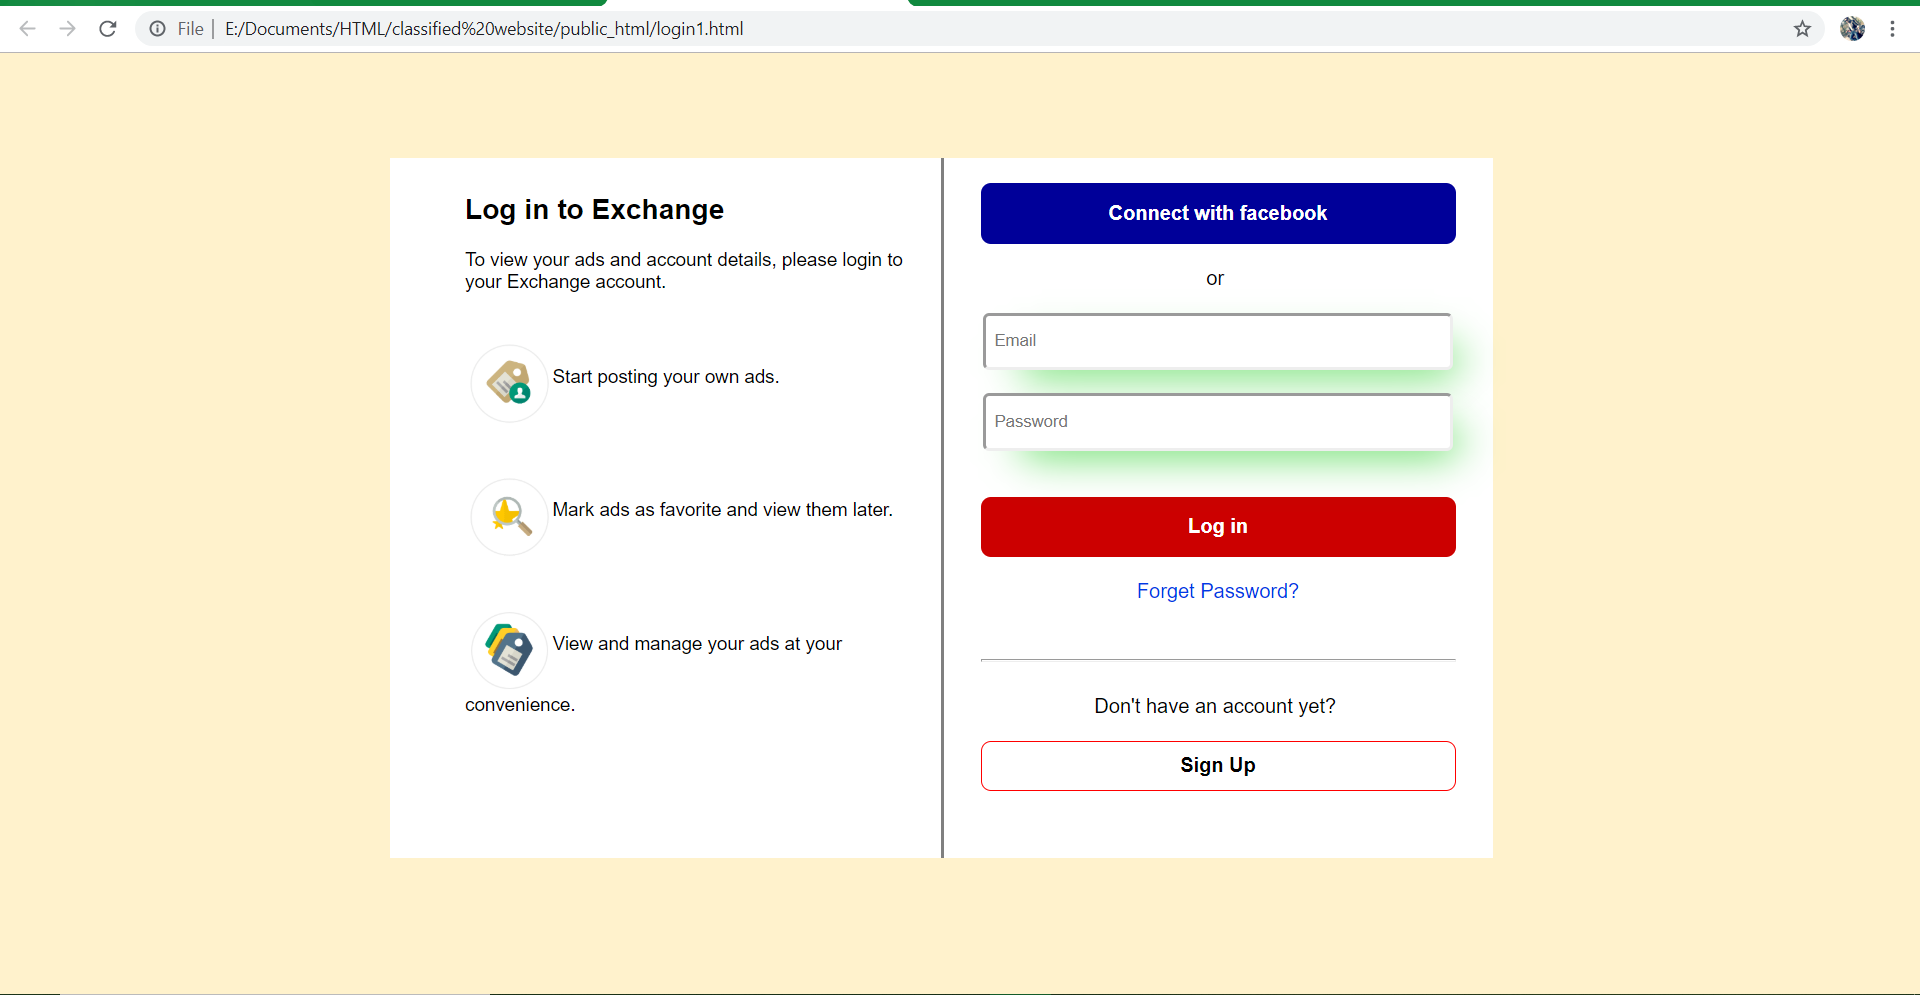 File | E:/Documents/HTML/classified%20website/public_html/login1.html
Log in to Exchange
To view your ads and account details, please login to
your Exchange account.
Start posting your own ads.
Mark ads as favorite and view them later.
View and manage your ads at your
convenience.
Connect with facebook
or
Email
Password
Log in
Forget Password?
Don't have an account yet?
Sign Up